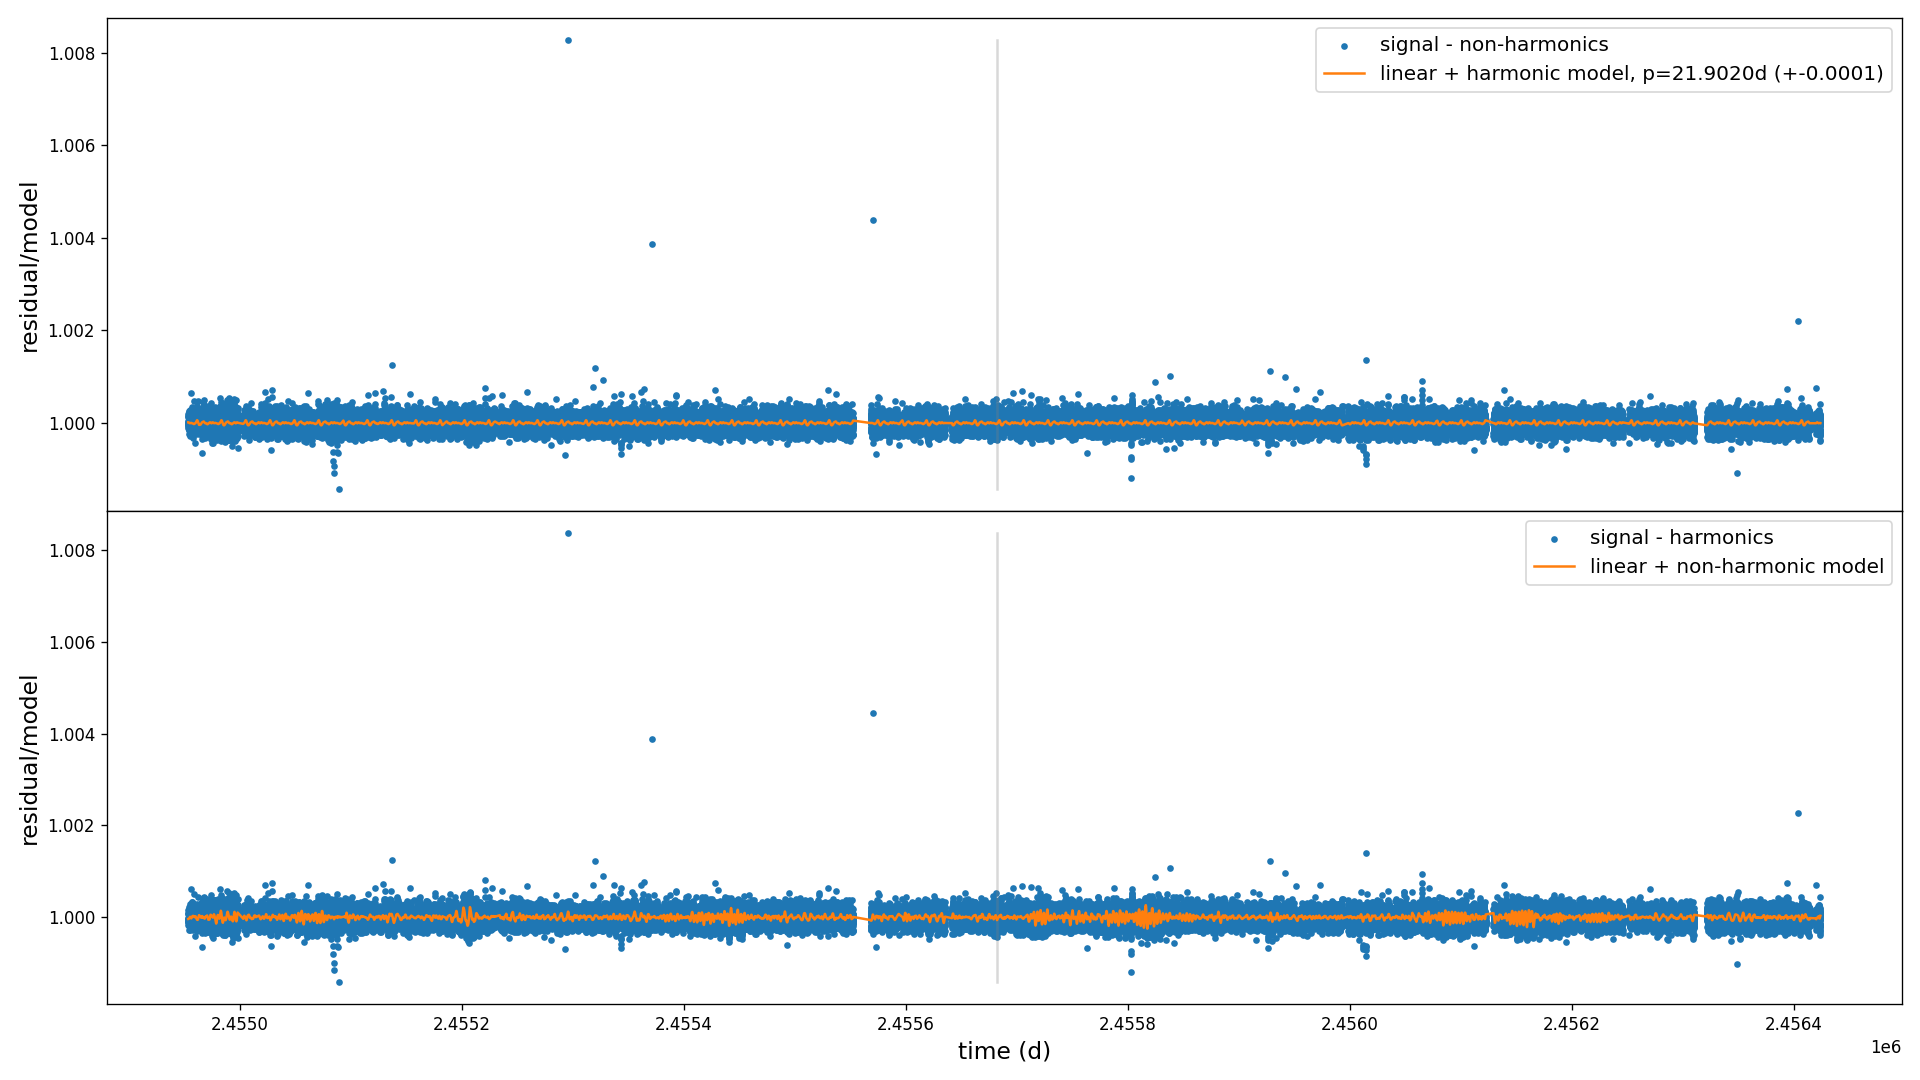 signal - non-harmonics
linear + harmonic model, p=21.9020d (+-0.0001)
residual/model
1.008
1.006
1.004
1.002
1.000
signal - harmonics
linear + non-harmonic model
residual/model
1.008
1.006
1.004
1.002
1.000
2.4550 2.4552 2.4554 2.4556 2.4558 2.4560 2.4562 2.4564
1e6
time (d)